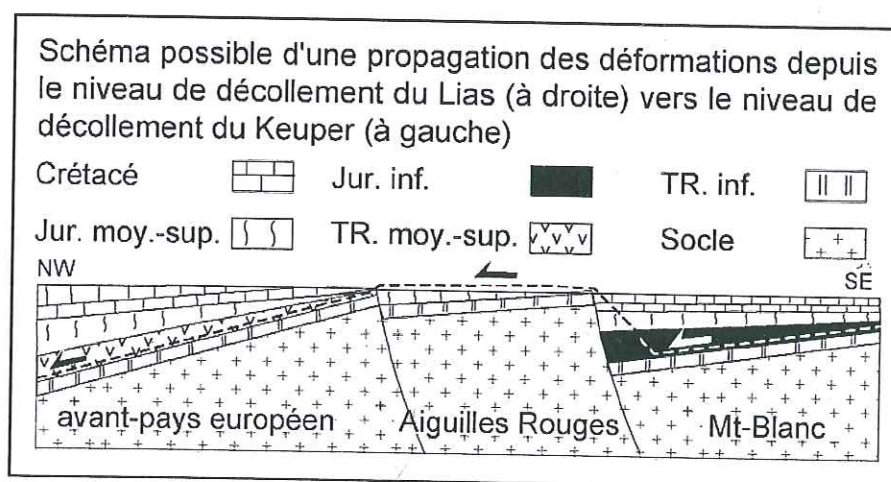 Schéma possible d'une propagation des déformations depuis
le niveau de décollement du Lias (à droite) vers le niveau de
décollement du Keuper (à gauche)
Crétacé Jur. inf. TR. inf.
Jur. moy.-sup. TR. moy.-sup. Socle
NW SE
avant-pays européen Aiguilles Rouges Mt-Blanc